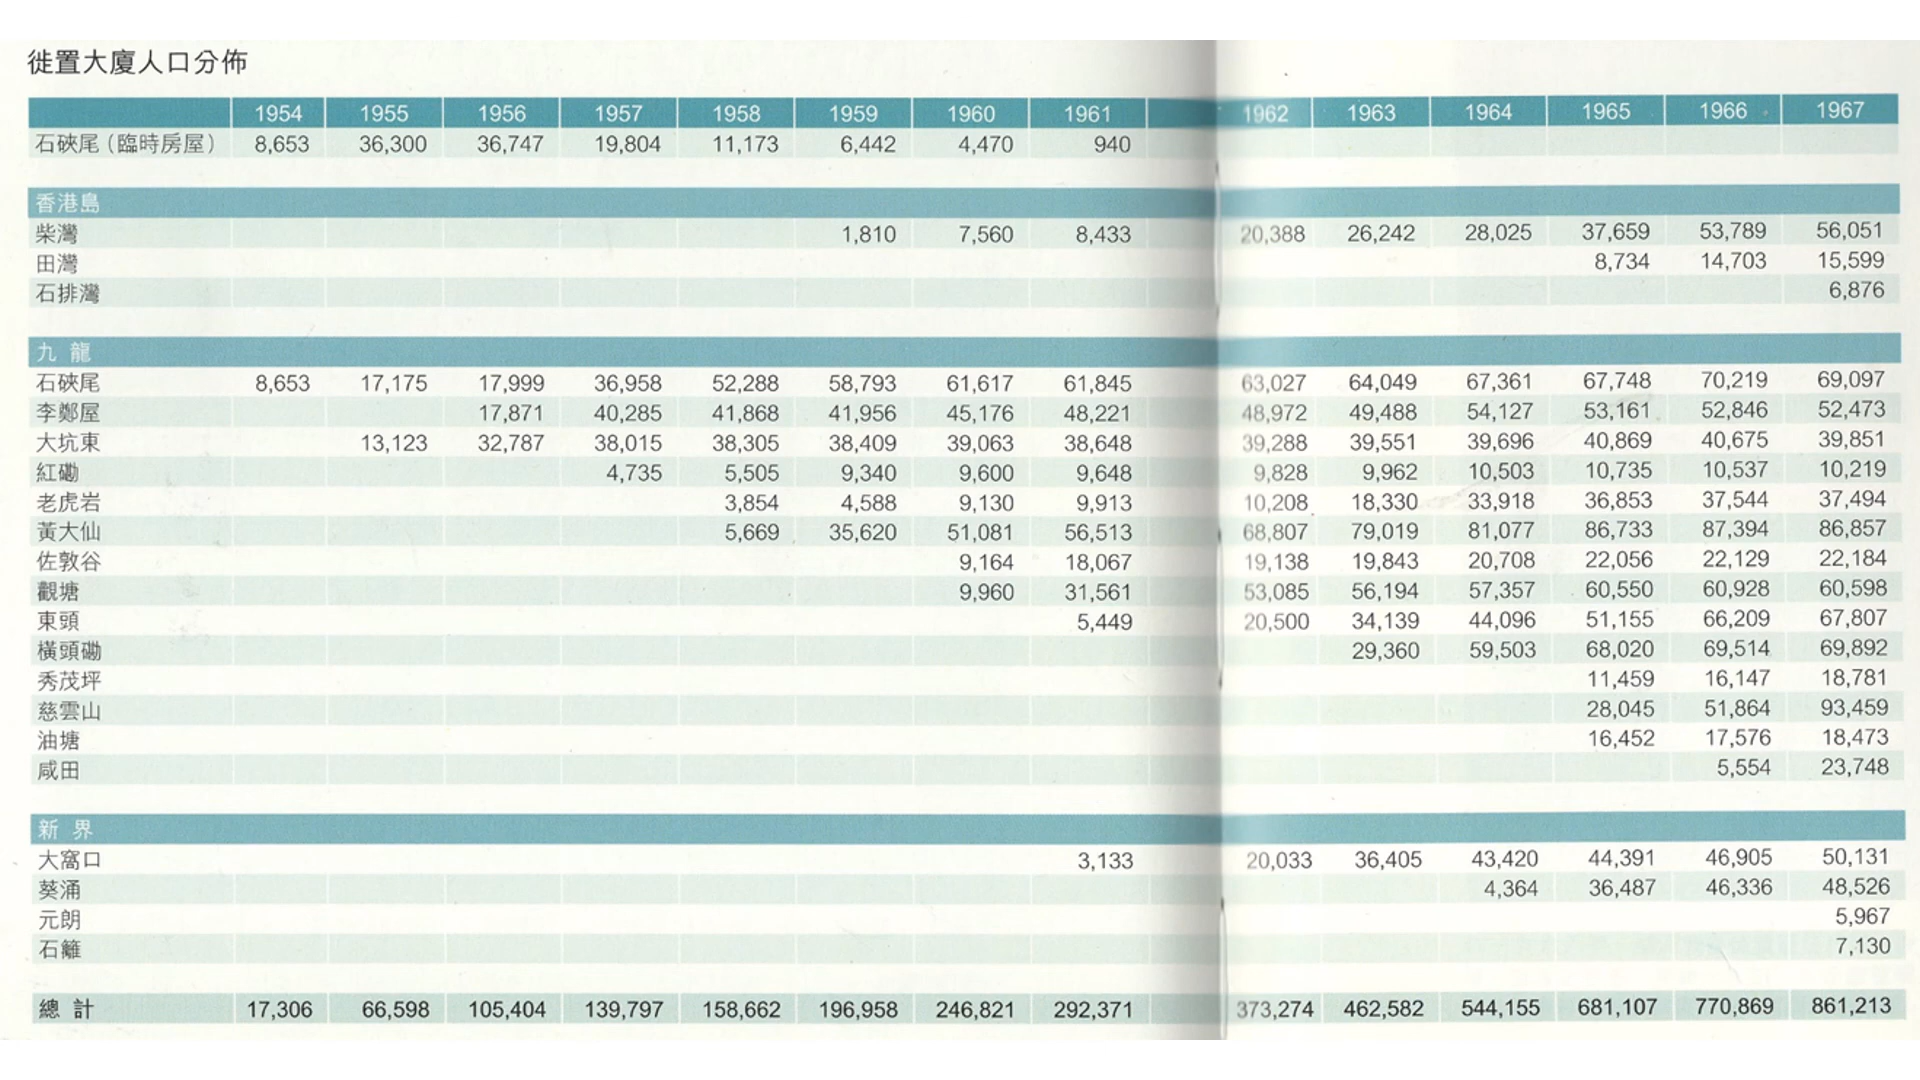 徙置大廈人口分佈
1954 1955 1956 1957 1958 1959 1960 1961 1962 1963 1964 1965 1966 1967
石硤尾（臨時房屋） 8,653 36,300 36,747 19,804 11,173 6,442 4,470 940
香港島
柴灣 1,810 7,560 8,433 20,388 26,242 28,025 37,659 53,789 56,051
田灣 8,734 14,703 15,599
石排灣 6,876
九龍
石硤尾 8,653 17,175 17,999 36,958 52,288 58,793 61,617 61,845 63,027 64,049 67,361 67,748 70,219 69,097
李鄭屋 17,871 40,285 41,868 41,956 45,176 48,221 48,972 49,488 54,127 53,161 52,846 52,473
大坑東 13,123 32,787 38,015 38,305 38,409 39,063 38,648 39,288 39,551 39,696 40,869 40,675 39,851
紅磡 4,735 5,505 9,340 9,600 9,648 9,828 9,962 10,503 10,735 10,537 10,219
老虎岩 3,854 4,588 9,130 9,913 10,208 18,330 33,918 36,853 37,544 37,494
黃大仙 5,669 35,620 51,081 56,513 68,807 79,019 81,077 86,733 87,394 86,857
佐敦谷 9,164 18,067 19,138 19,843 20,708 22,056 22,129 22,184
觀塘 9,960 31,561 53,085 56,194 57,357 60,550 60,928 60,598
東頭 5,449 20,500 34,139 44,096 51,155 66,209 67,807
橫頭磡 29,360 59,503 68,020 69,514 69,892
秀茂坪 11,459 16,147 18,781
慈雲山 28,045 51,864 93,459
油塘 16,452 17,576 18,473
咸田 5,554 23,748
新界
大窩口 3,133 20,033 36,405 43,420 44,391 46,905 50,131
葵涌 4,364 36,487 46,336 48,526
元朗 5,967
石籬 7,130
總計 17,306 66,598 105,404 139,797 158,662 196,958 246,821 292,371 373,274 462,582 544,155 681,107 770,869 861,213